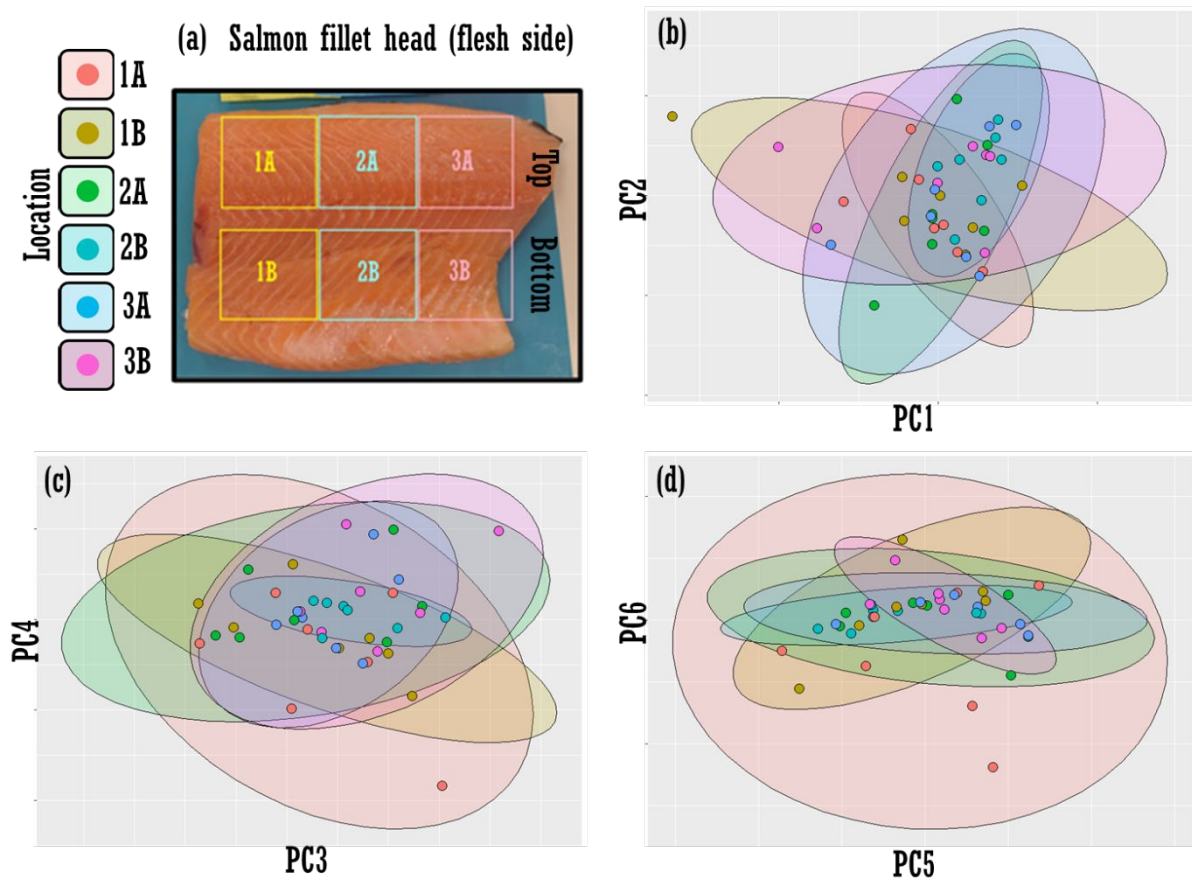 (a) Salmon fillet head (flesh side)
Location
1A
1B
2A
2B
3A
3B
1A 2A 3A
Top
1B 2B 3B
Bottom
(b)
PC2
PC1
(c)
PC4
PC3
(d)
PC6
PC5